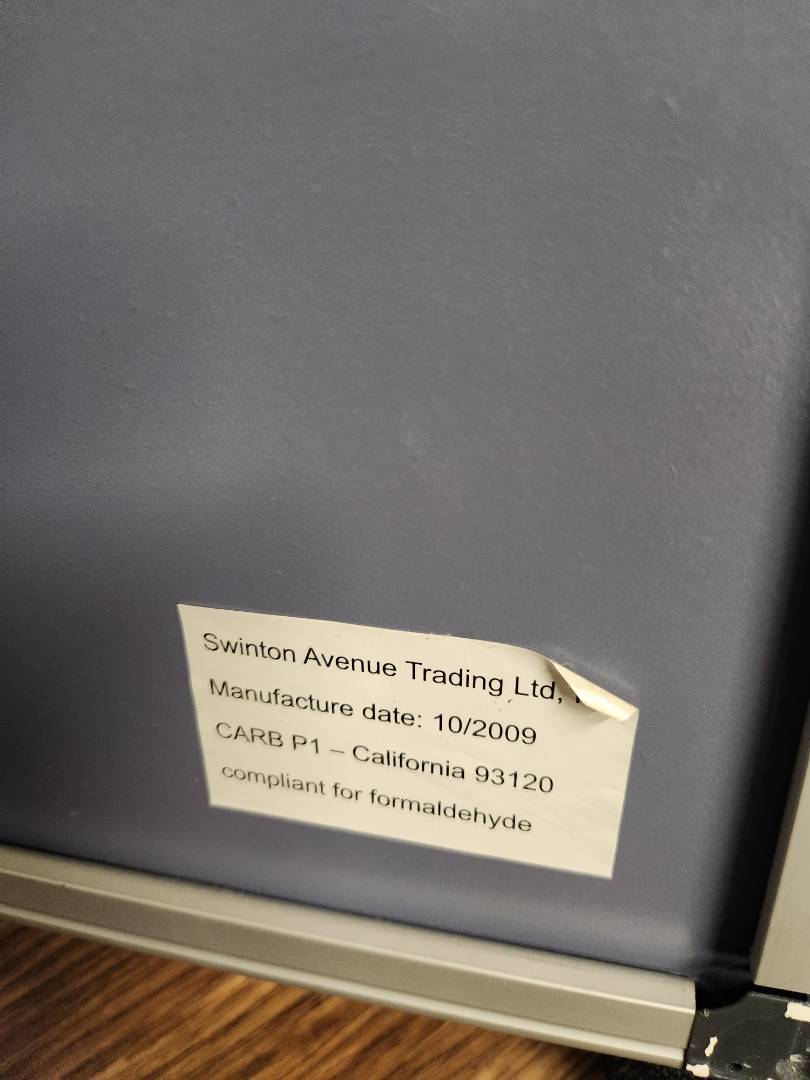 Swinton Avenue Trading Ltd,
Manufacture date: 10/2009
CARB P1 – California 93120
compliant for formaldehyde